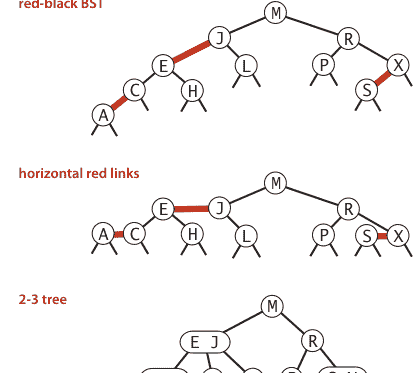 red-black BST
M
J R
E L P X
C H S
A
horizontal red links
M
E J R
A C H L P S X
2-3 tree
M
E J R